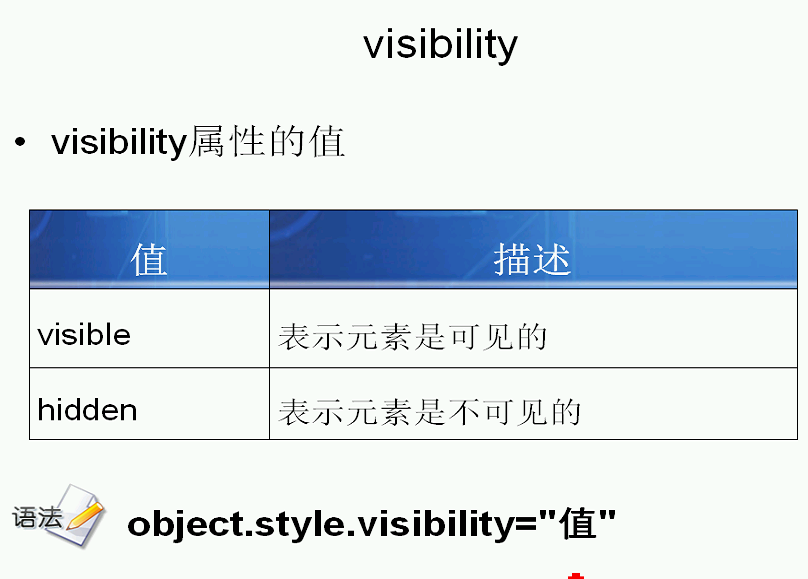 visibility
• visibility属性的值
值 描述
visible 表示元素是可见的
hidden 表示元素是不可见的
语法 object.style.visibility="值"